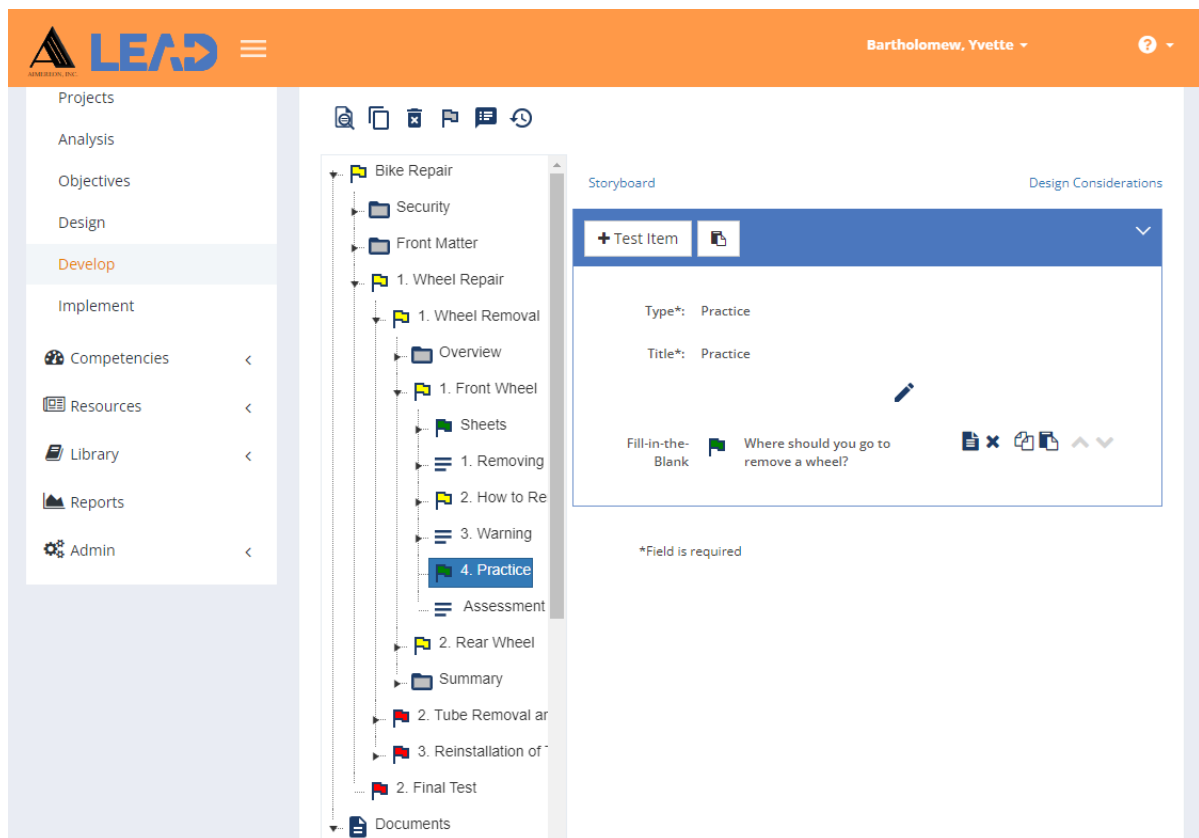 AIMEREON, INC.
LEAD
Bartholomew, Yvette
?
Projects
Analysis
Objectives
Design
Develop
Implement
Competencies
Resources
Library
Reports
Admin
Bike Repair
Security
Front Matter
1. Wheel Repair
1. Wheel Removal
Overview
1. Front Wheel
Sheets
1. Removing
2. How to Re
3. Warning
4. Practice
Assessment
2. Rear Wheel
Summary
2. Tube Removal ar
3. Reinstallation of
2. Final Test
Documents
Storyboard
Design Considerations
+ Test Item
Type*: Practice
Title*: Practice
Fill-in-the-
Blank
Where should you go to
remove a wheel?
*Field is required